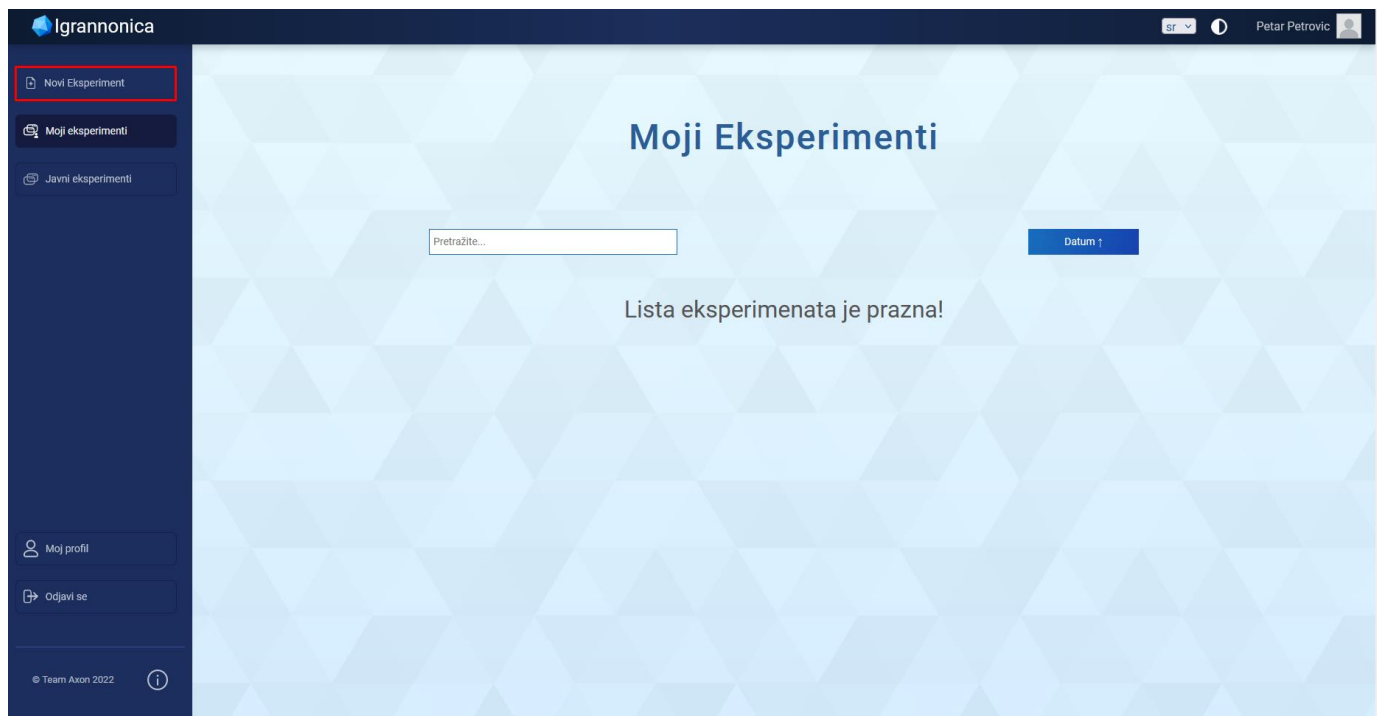 Igrannonica
sr
Petar Petrovic
Novi Eksperiment
Moji eksperimenti
Javni eksperimenti
Moji Eksperimenti
Pretražite...
Datum ↑
Lista eksperimenata je prazna!
Moj profil
Odjavi se
© Team Axon 2022